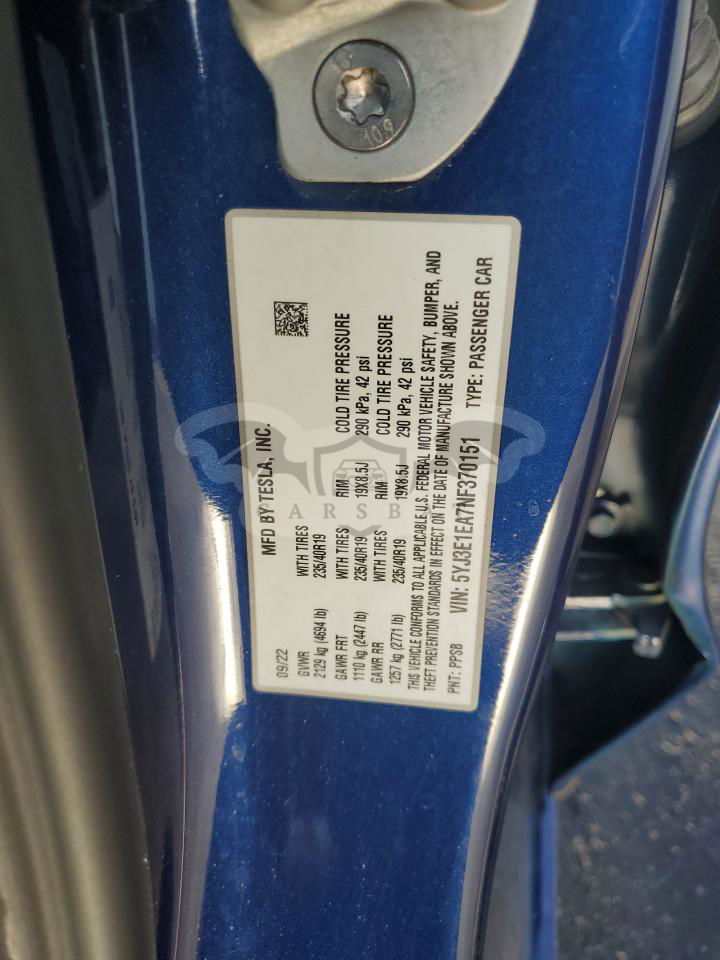 10.9
MFD BY TESLA, INC.
09/22
GVWR WITH TIRES
2129 kg (4694 lb) 235/40R19
GAWR FRT WITH TIRES RIM COLD TIRE PRESSURE
1110 kg (2447 lb) 235/40R19 19X8.5J 290 kPa, 42 psi
GAWR RR WITH TIRES RIM COLD TIRE PRESSURE
1257 kg (2771 lb) 235/40R19 19X8.5J 290 kPa, 42 psi
THIS VEHICLE CONFORMS TO ALL APPLICABLE U.S. FEDERAL MOTOR VEHICLE SAFETY, BUMPER, AND
THEFT PREVENTION STANDARDS IN EFFECT ON THE DATE OF MANUFACTURE SHOWN ABOVE.
PNT: PPSB VIN: 5YJ3E1EA7NF370151 TYPE: PASSENGER CAR